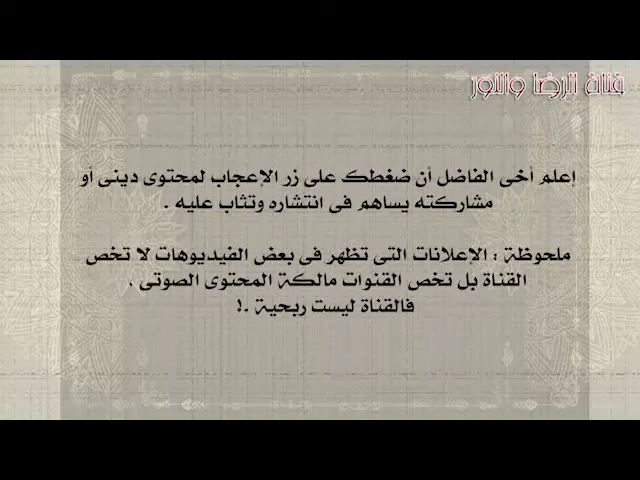 قناة الرضا والنور
إعلم أخى الفاضل أن ضغطك على زر الإعجاب لمحتوى دينى أو
مشاركته يساهم فى انتشاره وتثاب عليه .
ملحوظة : الإعلانات التى تظهر فى بعض الفيديوهات لا تخص
القناة بل تخص القنوات مالكة المحتوى الصوتى ،
فالقناة ليست ربحية .!